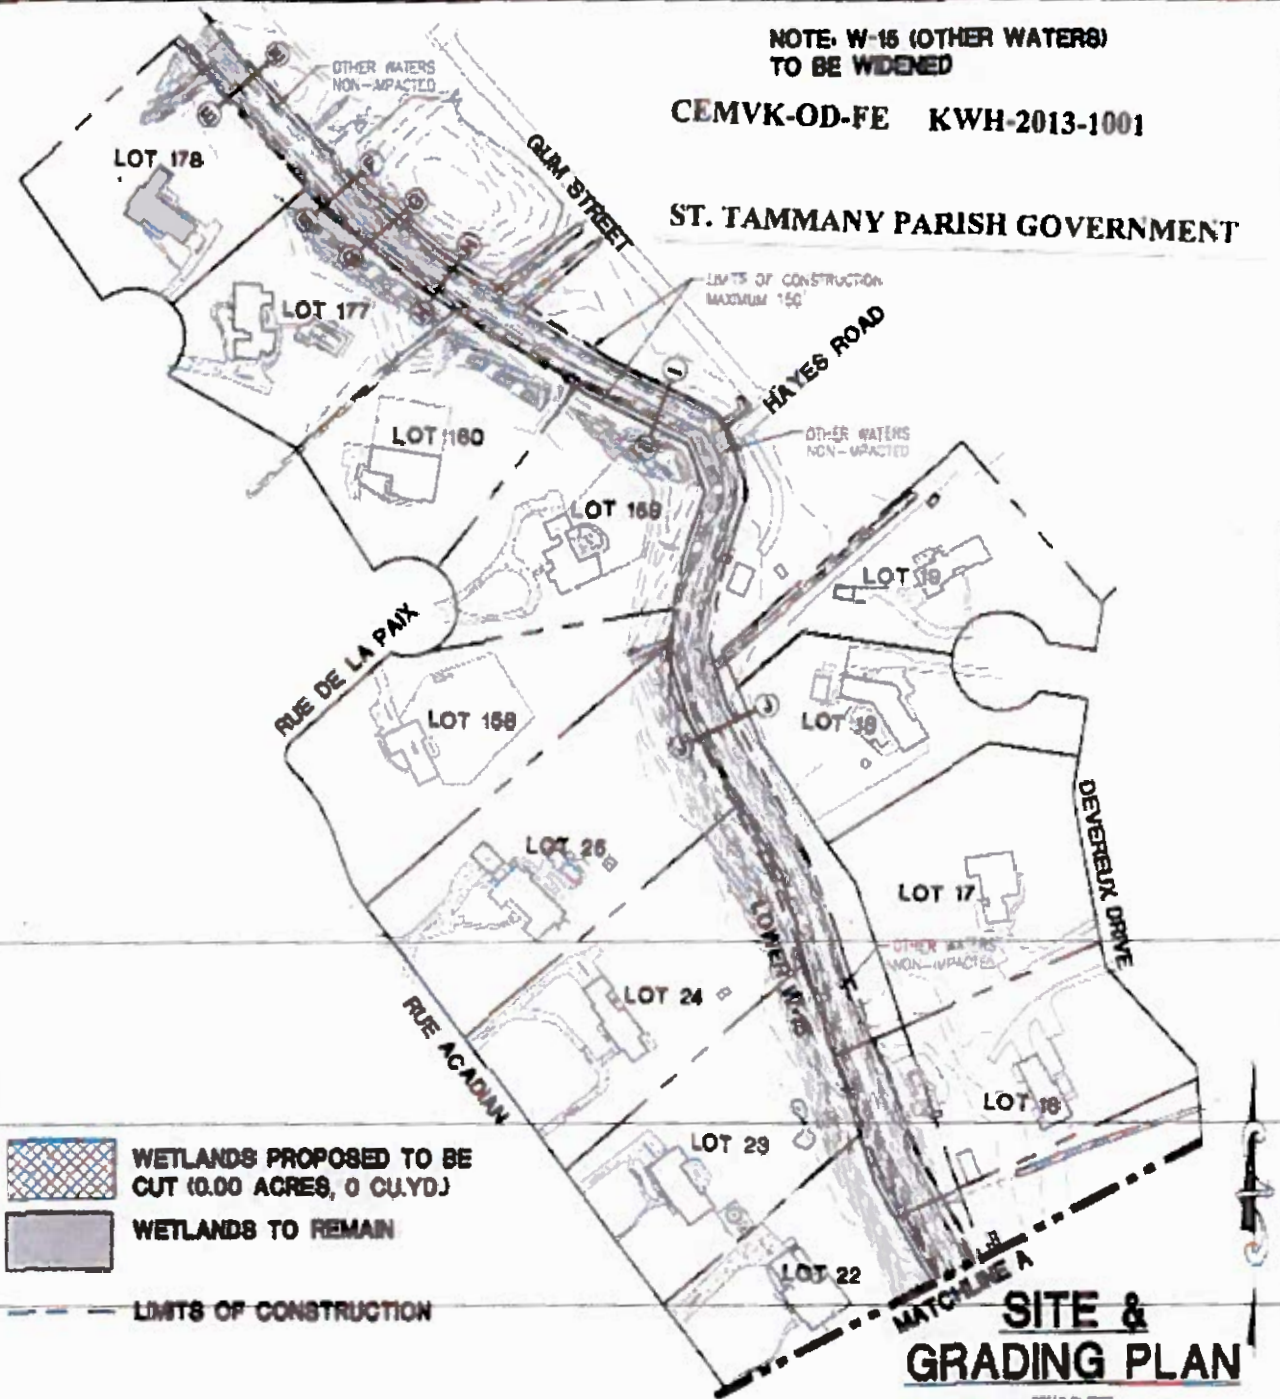 NOTE: W-15 (OTHER WATERS)
TO BE WIDENED
CEMVK-OD-FE KWH-2013-1001
ST. TAMMANY PARISH GOVERNMENT
OTHER WATERS
NON-IMPACTED
LOT 178
GUM STREET
LIMITS OF CONSTRUCTION
MAXIMUM 150'
HAYES ROAD
LOT 177
F
G
H
I
LOT 160
OTHER WATERS
NON-IMPACTED
LOT 159
LOT 19
RUE DE LA PAIX
LOT 158
LOT 18
J
J
DEVEREUX DRIVE
LOT 25
LOT 17
LOWER W-15
OTHER WATERS
NON-IMPACTED
LOT 24
RUE ACADIAN
LOT 16
LOT 23
WETLANDS PROPOSED TO BE
CUT (0.00 ACRES, 0 CU.YD.)
WETLANDS TO REMAIN
LOT 22
LIMITS OF CONSTRUCTION
MATCHLINE A
SITE &
GRADING PLAN